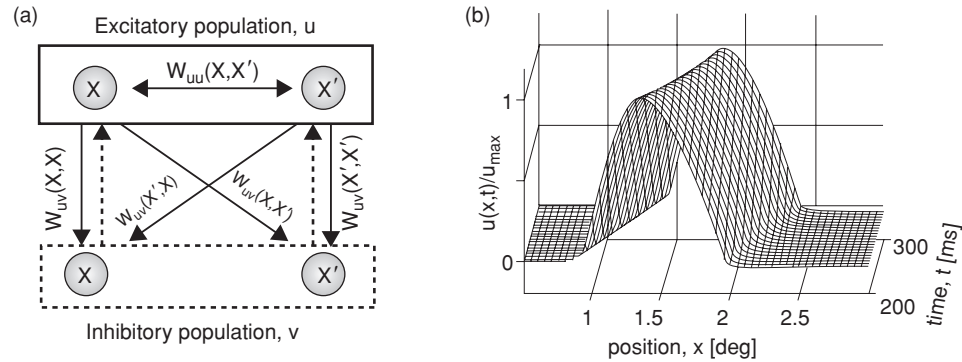 (a)
Excitatory population, u
X
W_uu(X,X′)
X′
W_uv(X,X)
W_uv(X′,X)
W_uv(X,X′)
W_uv(X′,X′)
X
X′
Inhibitory population, v
(b)
u(x,t)/u_max
1
0
1
1.5
2
2.5
position, x [deg]
200
300
time, t [ms]